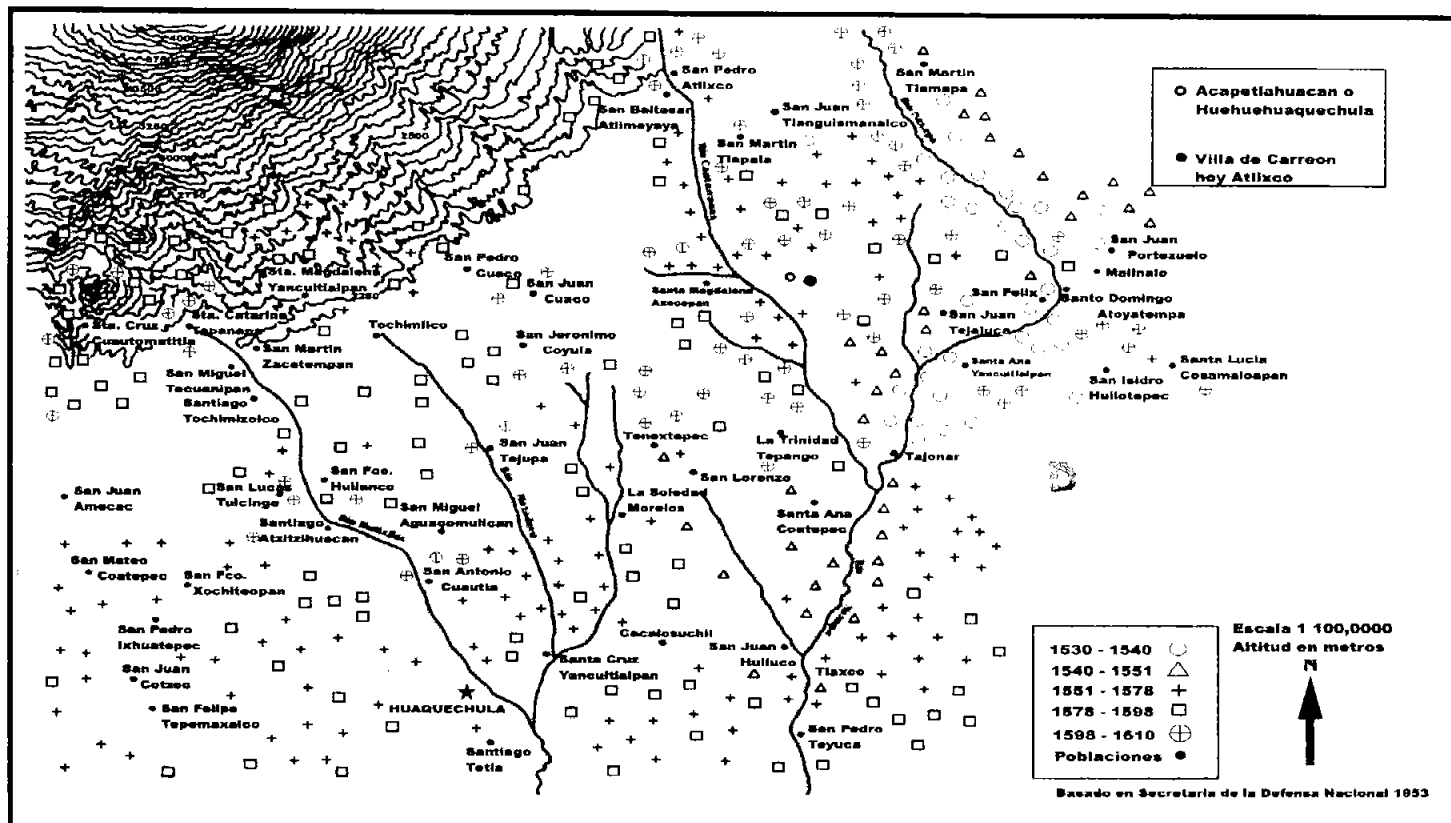 4000
3500
2500
San Pedro
Atlixco
San Baltasar
Atlimeyaya
San Juan
Tianguismanalco
San Martin
Tlapala
San Martin
Tlamapa
Acapetlahuacan o
Huehuehuaquechula
Villa de Carreon
hoy Atlixco
San Juan
Portezuelo
Malinalo
San Felix
Santo Domingo
Atoyatempa
San Juan
Tejaluca
Santa Ana
Yancuitlalpan
Santa Lucia
Cosamaloapan
San Isidro
Huilotepec
Sta. Magdalena
Yancuitlalpan
San Pedro
Cuaco
San Juan
Cuaco
Santa Magdalena
Axocopan
Sta. Cruz
Cuautomatitla
Sta. Catarina
Tepanapa
Tochimilco
San Jeronimo
Coyula
San Martin
Zacatempan
San Miguel
Tecuanipan
Santiago
Tochimizolco
San Juan
Tejupa
Tenextepec
La Trinidad
Tepango
Tajonar
San Lorenzo
San Fco.
Huilanco
San Lucas
Tulcingo
San Juan
Amecac
San Miguel
Aguacomulican
La Soledad
Morelos
Santa Ana
Coatepec
Santiago
Atzitzihuacan
San Mateo
Coatepec
San Fco.
Xochiteopan
San Antonio
Cuautla
San Pedro
Ixhuatepec
San Juan
Cotzec
San Felipe
Tepemaxalco
HUAQUECHULA
Santa Cruz
Yancuitlalpan
Cacalosuchil
San Juan
Huiluco
Tlaxco
San Pedro
Teyuca
Santiago
Tetla
1530 - 1540
1540 - 1551
1551 - 1578
1578 - 1598
1598 - 1610
Poblaciones
Escala 1 100,0000
Altitud en metros
N
Basado en Secretaria de la Defensa Nacional 1953